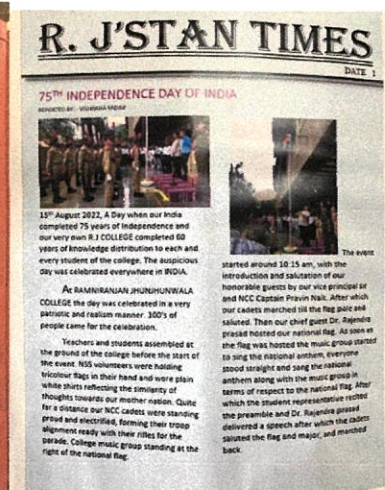 R. J'STAN TIMES
DATE 1
75TH INDEPENDENCE DAY OF INDIA
REPORTED BY: - VISHAKHA YADAV
15th August 2022, A Day when our India
completed 75 years of Independence and
our very own R.J COLLEGE completed 60
years of knowledge distribution to each and
every student of the college. The auspicious
day was celebrated everywhere in INDIA.
At RAMNIRANJAN JHUNJHUNWALA
COLLEGE the day was celebrated in a very
patriotic and realism manner. 100's of
people came for the celebration.
Teachers and students assembled at
the ground of the college before the start of
the event. NSS volunteers were holding
tricolour flags in their hand and wore plain
white shirts reflecting the similarity of
thoughts towards our mother nation. Quite
far a distance our NCC cadets were standing
proud and electrified, forming their troop
alignment ready with their rifles for the
parade. College music group standing at the
right of the national flag.
The event
started around 10:15 am, with the
introduction and salutation of our
honorable guests by our vice principal sir
and NCC Captain Pravin Naik. After which
our cadets marched till the flag pole and
saluted. Then our chief guest Dr. Rajendra
prasad hosted our national flag. As soon as
the flag was hosted the music group started
to sing the national anthem, everyone
stood straight and sang the national
anthem along with the music group in
terms of respect to the national flag. After
which the student representative recited
the preamble and Dr. Rajendra prasad
delivered a speech after which the cadets
saluted the flag and major, and marched
back.